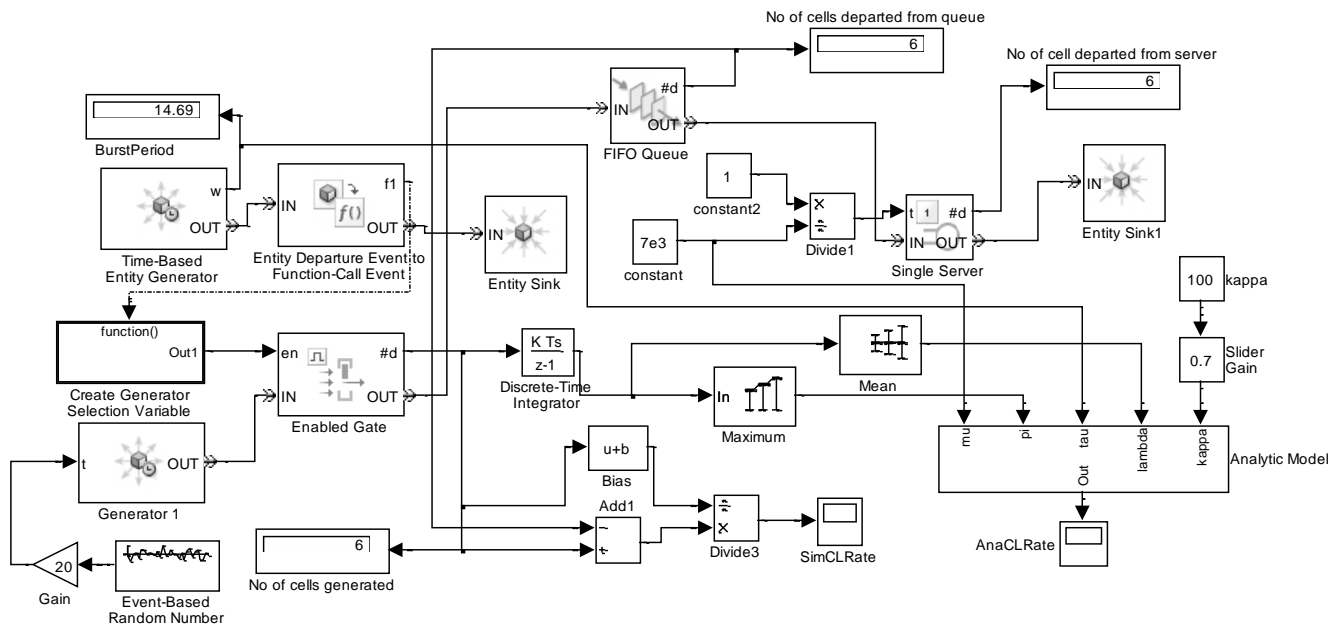 No of cells departed from queue
6
No of cell departed from server
6
#d
IN
OUT
FIFO Queue
14.69
BurstPeriod
w
OUT
Time-Based
Entity Generator
f1
IN
f()
OUT
Entity Departure Event to
Function-Call Event
IN
Entity Sink
1
constant2
7e3
constant
×
÷
Divide1
t
1
#d
IN
OUT
Single Server
IN
Entity Sink1
100
kappa
0.7
Slider
Gain
function()
Out1
Create Generator
Selection Variable
en
#d
IN
OUT
Enabled Gate
K Ts
z-1
Discrete-Time
Integrator
Mean
In
Maximum
mu
pi
tau
lambda
kappa
Out
Analytic Model
t
OUT
Generator 1
u+b
Bias
Add1
−
+
÷
×
Divide3
SimCLRate
AnaCLRate
6
No of cells generated
20
Gain
Event-Based
Random Number